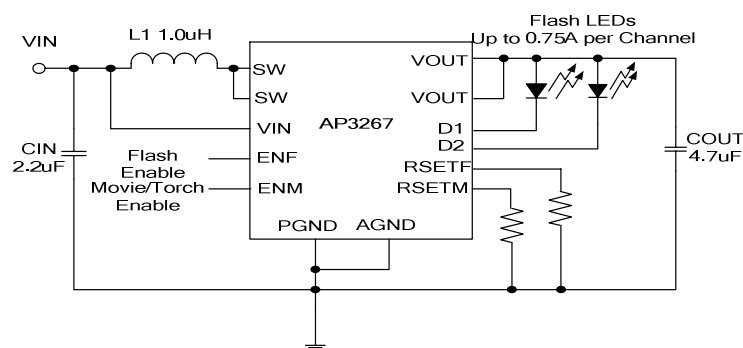 Flash LEDs
Up to 0.75A per Channel
VIN
L1 1.0uH
SW
SW
VIN
ENF
ENM
PGND
AGND
AP3267
VOUT
VOUT
D1
D2
RSETF
RSETM
CIN
2.2uF
Flash
Enable
Movie/Torch
Enable
COUT
4.7uF